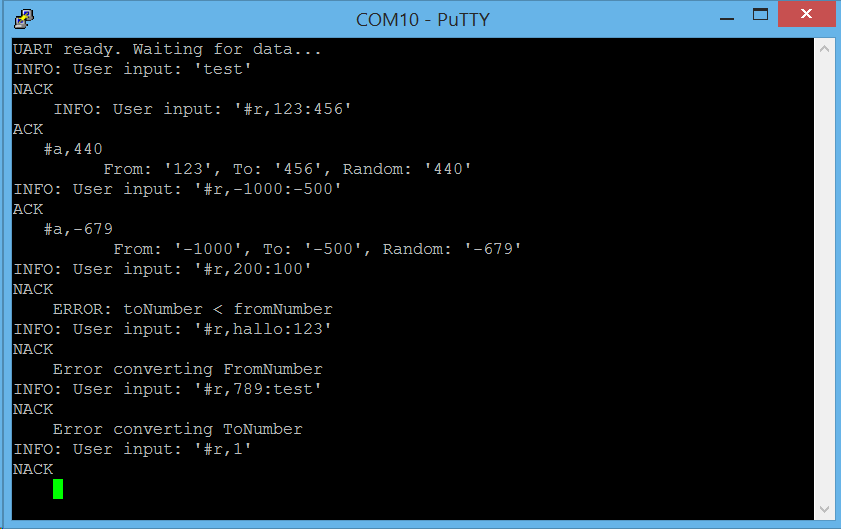 COM10 - PuTTY
UART ready. Waiting for data...
INFO: User input: 'test'
NACK
    INFO: User input: '#r,123:456'
ACK
   #a,440
         From: '123', To: '456', Random: '440'
INFO: User input: '#r,-1000:-500'
ACK
   #a,-679
          From: '-1000', To: '-500', Random: '-679'
INFO: User input: '#r,200:100'
NACK
    ERROR: toNumber < fromNumber
INFO: User input: '#r,hallo:123'
NACK
    Error converting FromNumber
INFO: User input: '#r,789:test'
NACK
    Error converting ToNumber
INFO: User input: '#r,1'
NACK